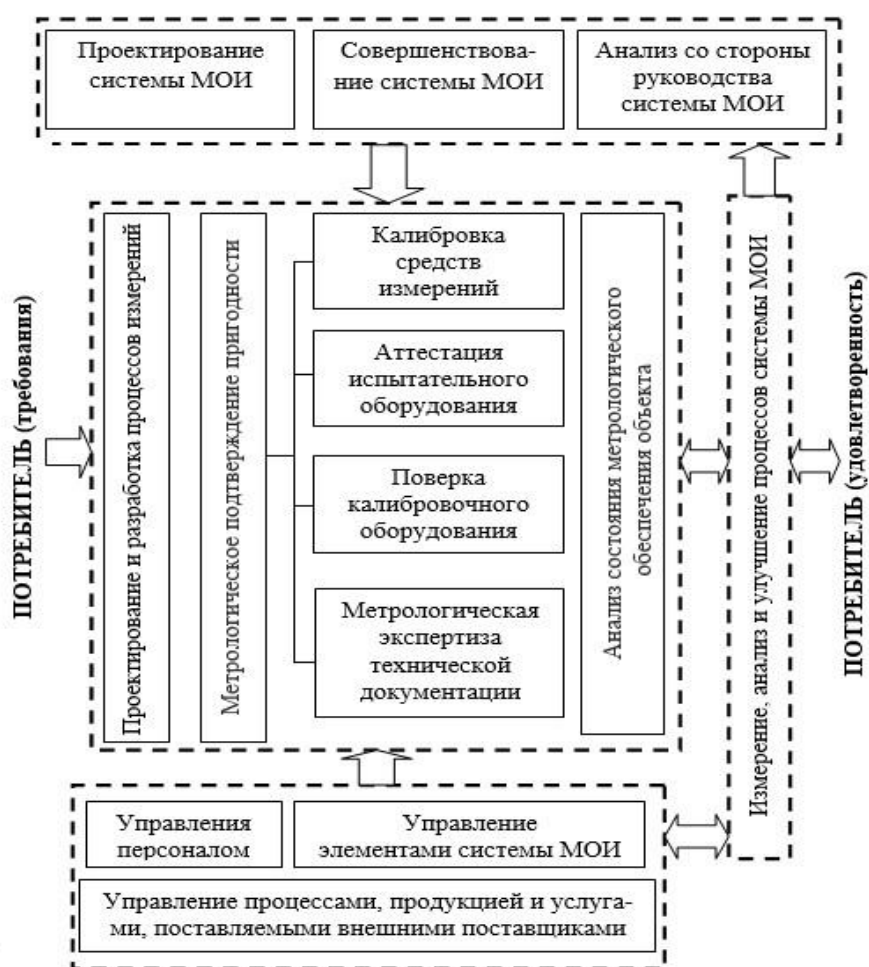 Проектирование
системы МОИ
Совершенствова-
ние системы МОИ
Анализ со стороны
руководства
системы МОИ
ПОТРЕБИТЕЛЬ (требования)
Проектирование и разработка процессов измерений
Метрологическое подтверждение пригодности
Калибровка
средств
измерений
Аттестация
испытательного
оборудования
Поверка
калибровочного
оборудования
Метрологическая
экспертиза
технической
документации
Анализ состояния метрологического
обеспечения объекта
Измерение, анализ и улучшение процессов системы МОИ
ПОТРЕБИТЕЛЬ (удовлетворенность)
Управления
персоналом
Управление
элементами системы МОИ
Управление процессами, продукцией и услуга-
ми, поставляемыми внешними поставщиками